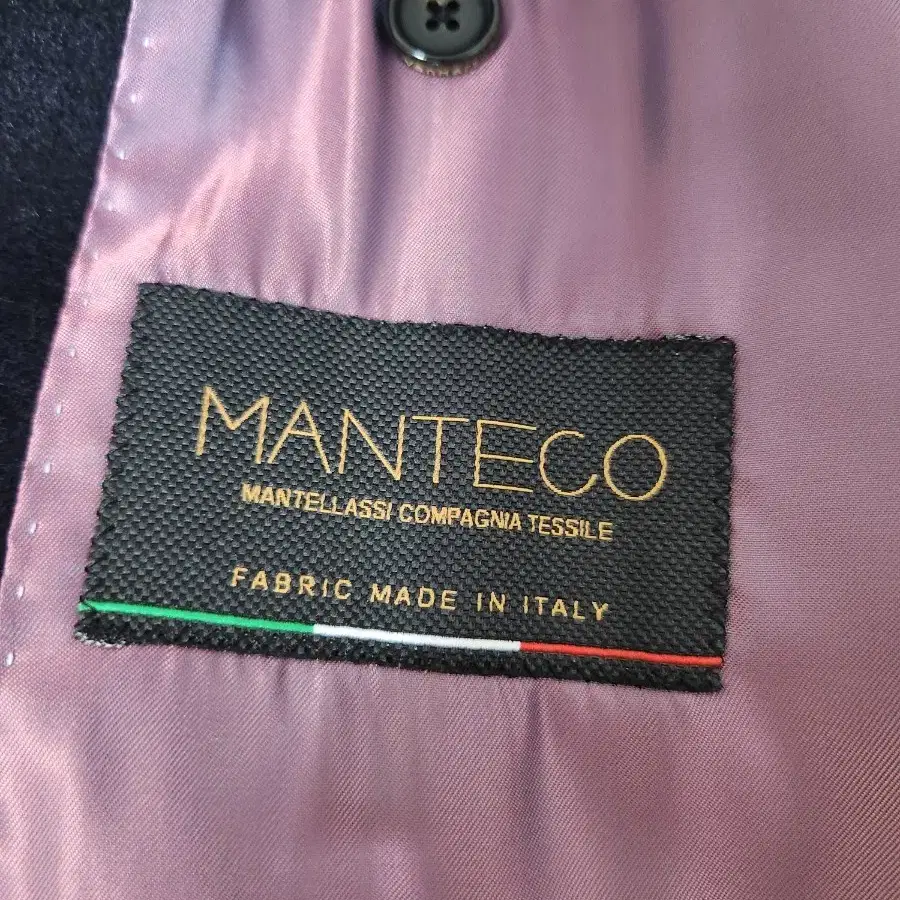 MANTECO
MANTELLASSI COMPAGNIA TESSILE
FABRIC MADE IN ITALY